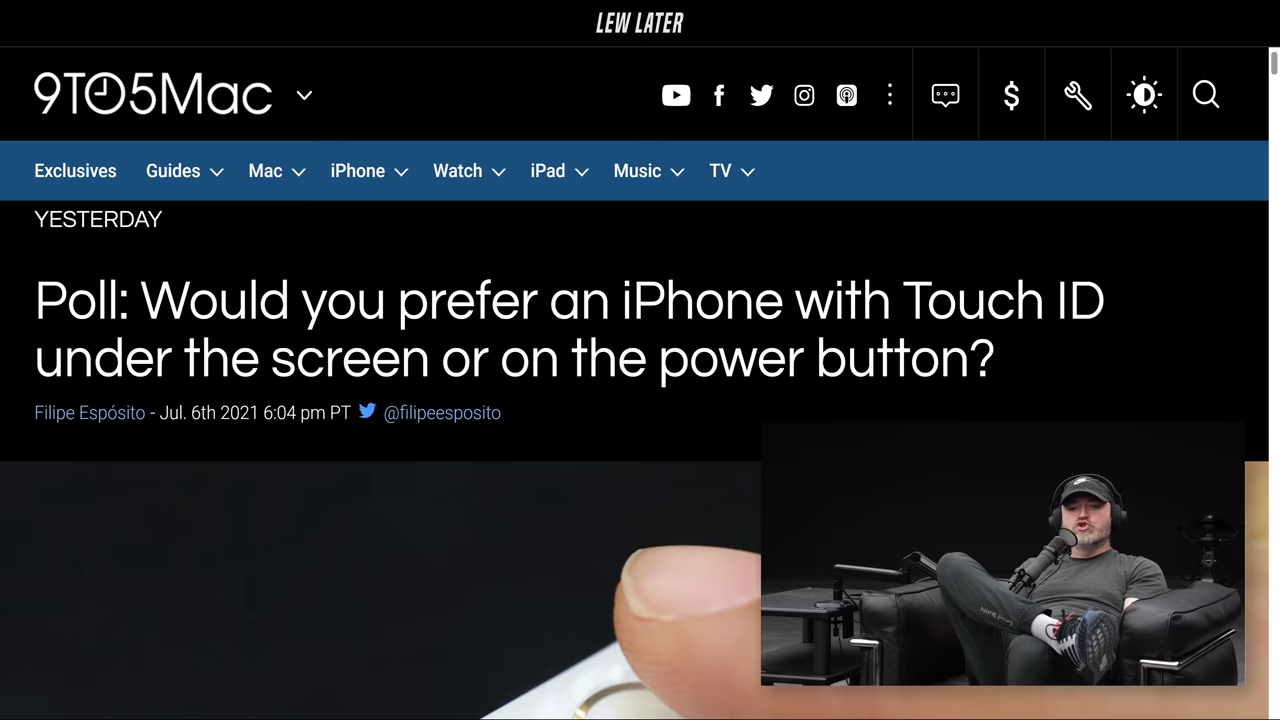 LEW LATER
9TO5Mac
Exclusives Guides Mac iPhone Watch iPad Music TV
YESTERDAY
Poll: Would you prefer an iPhone with Touch ID
under the screen or on the power button?
Filipe Espósito - Jul. 6th 2021 6:04 pm PT @filipeesposito